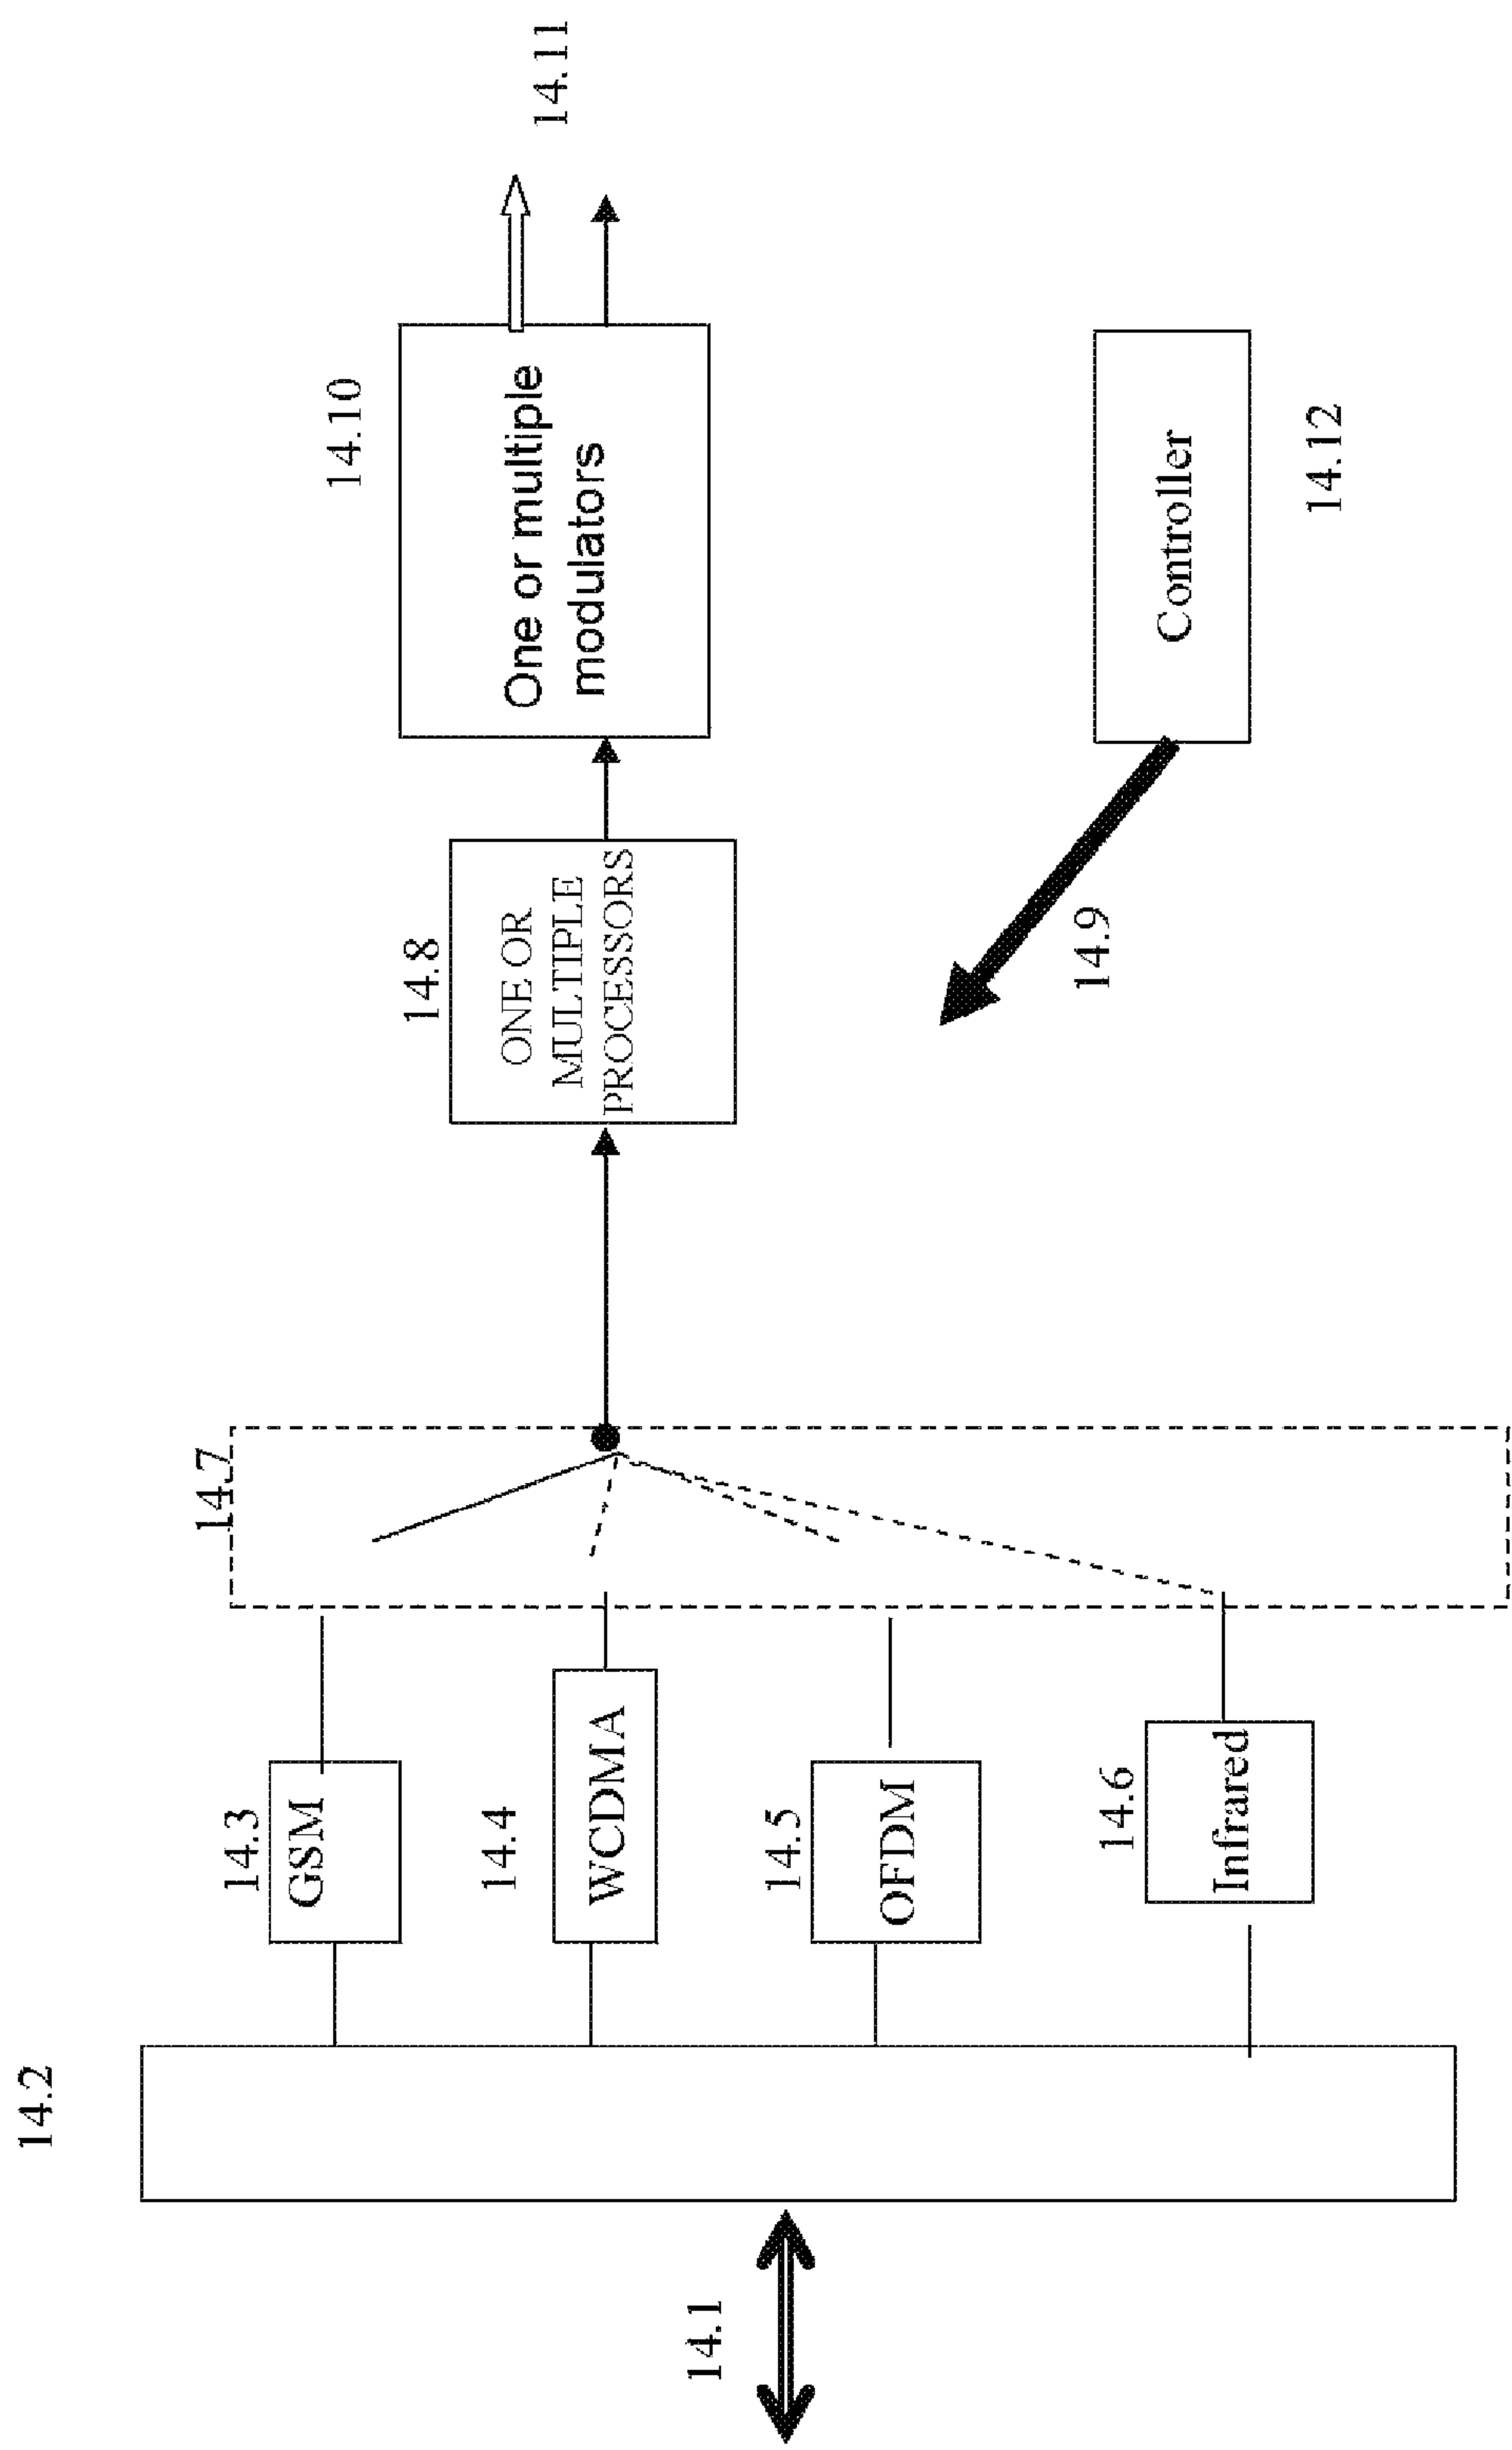 14.1
14.2
14.3
GSM
14.4
WCDMA
14.5
OFDM
14.6
Infrared
14.7
14.8
ONE OR
MULTIPLE
PROCESSORS
14.9
14.10
One or multiple
modulators
14.11
Controller
14.12